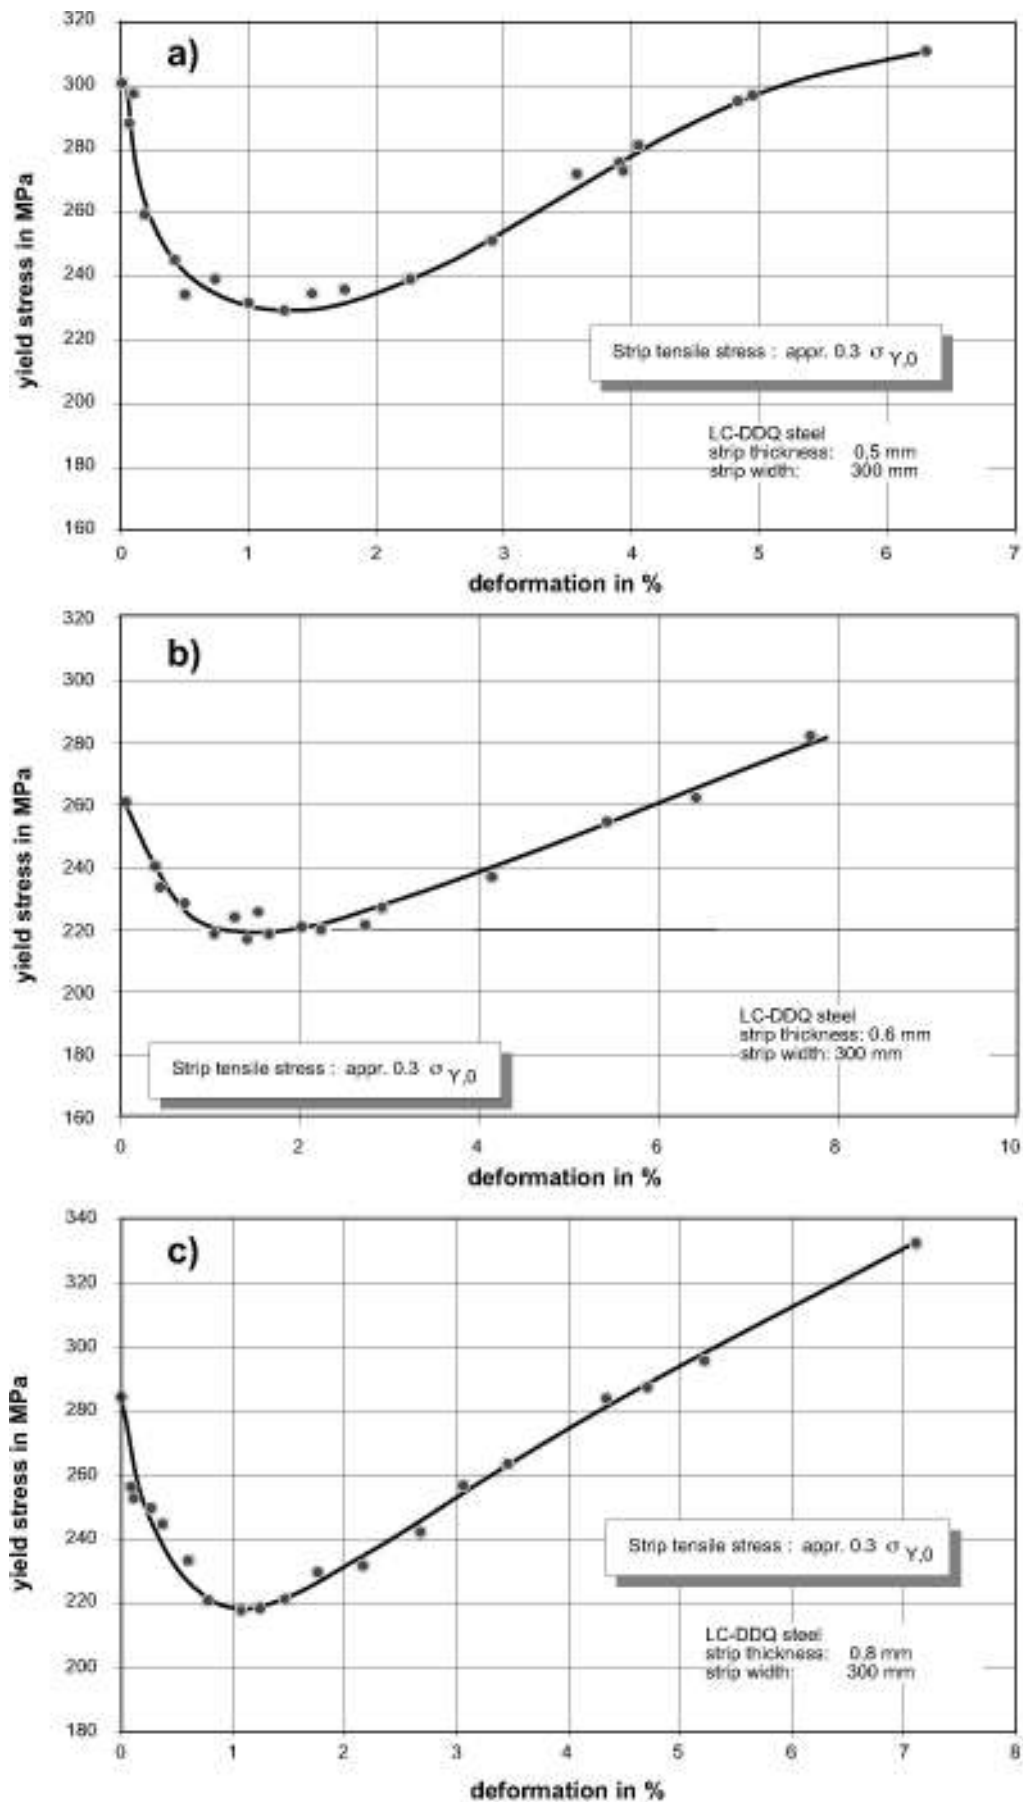 a)
320
300
280
260
240
220
200
180
160
yield stress in MPa
Strip tensile stress : appr. 0.3 σ Y,0
LC-DDQ steel
strip thickness: 0,5 mm
strip width: 300 mm
0 1 2 3 4 5 6 7
deformation in %
b)
320
300
280
260
240
220
200
180
160
yield stress in MPa
LC-DDQ steel
strip thickness: 0.6 mm
strip width: 300 mm
Strip tensile stress : appr. 0.3 σ Y,0
0 2 4 6 8 10
deformation in %
c)
340
320
300
280
260
240
220
200
180
yield stress in MPa
Strip tensile stress : appr. 0.3 σ Y,0
LC-DDQ steel
strip thickness: 0,8 mm
strip width: 300 mm
0 1 2 3 4 5 6 7 8
deformation in %